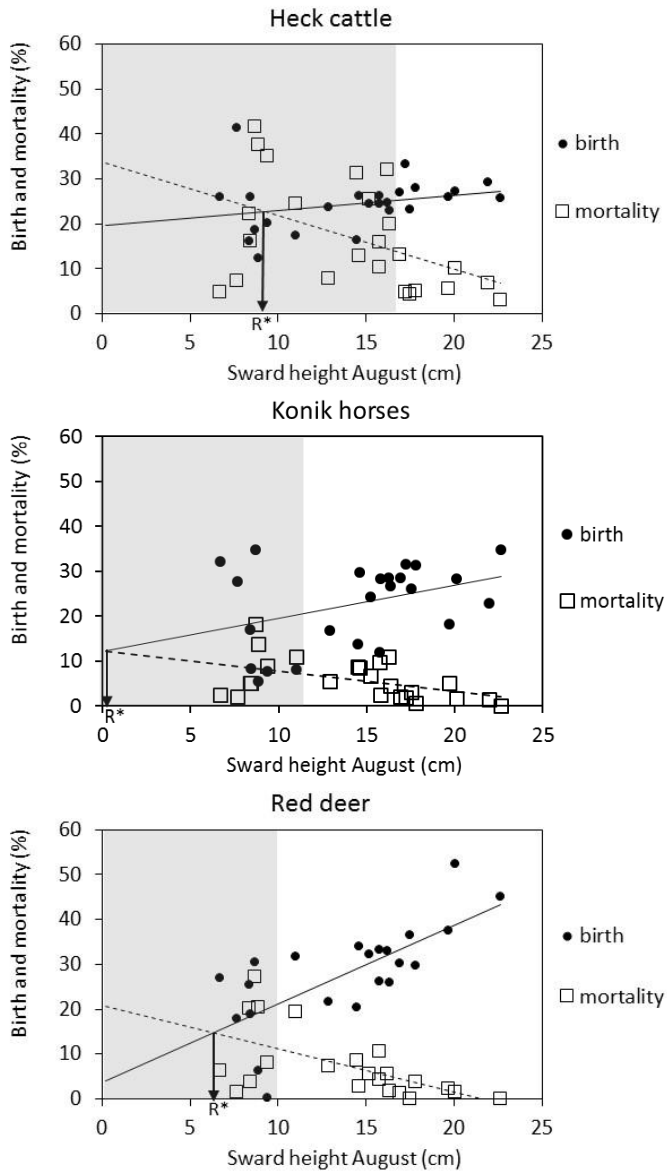 Heck cattle
Birth and mortality (%)
60
50
40
30
20
10
0
R*
0 5 10 15 20 25
Sward height August (cm)
birth
mortality
Konik horses
Birth and mortality (%)
60
50
40
30
20
10
0
R*
0 5 10 15 20 25
Sward height August (cm)
birth
mortality
Red deer
Birth and mortality (%)
60
50
40
30
20
10
0
R*
0 5 10 15 20 25
Sward height August (cm)
birth
mortality